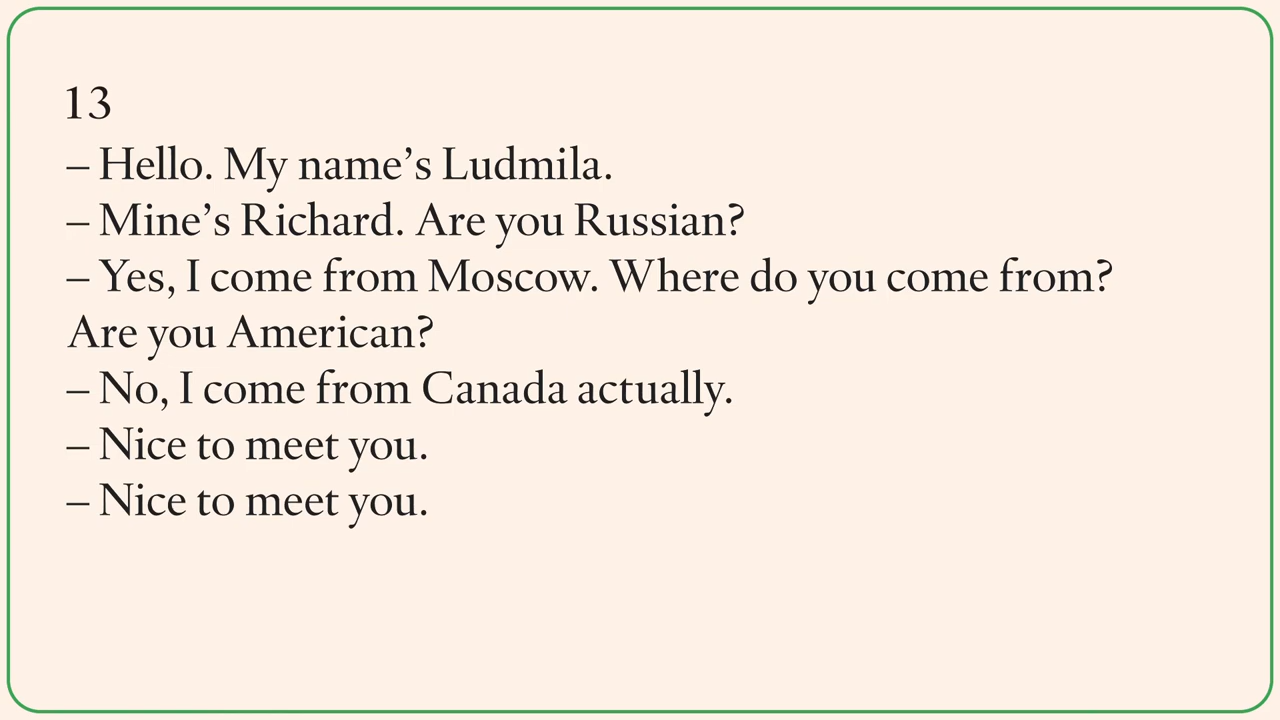 13
– Hello. My name’s Ludmila.
– Mine’s Richard. Are you Russian?
– Yes, I come from Moscow. Where do you come from?
Are you American?
– No, I come from Canada actually.
– Nice to meet you.
– Nice to meet you.